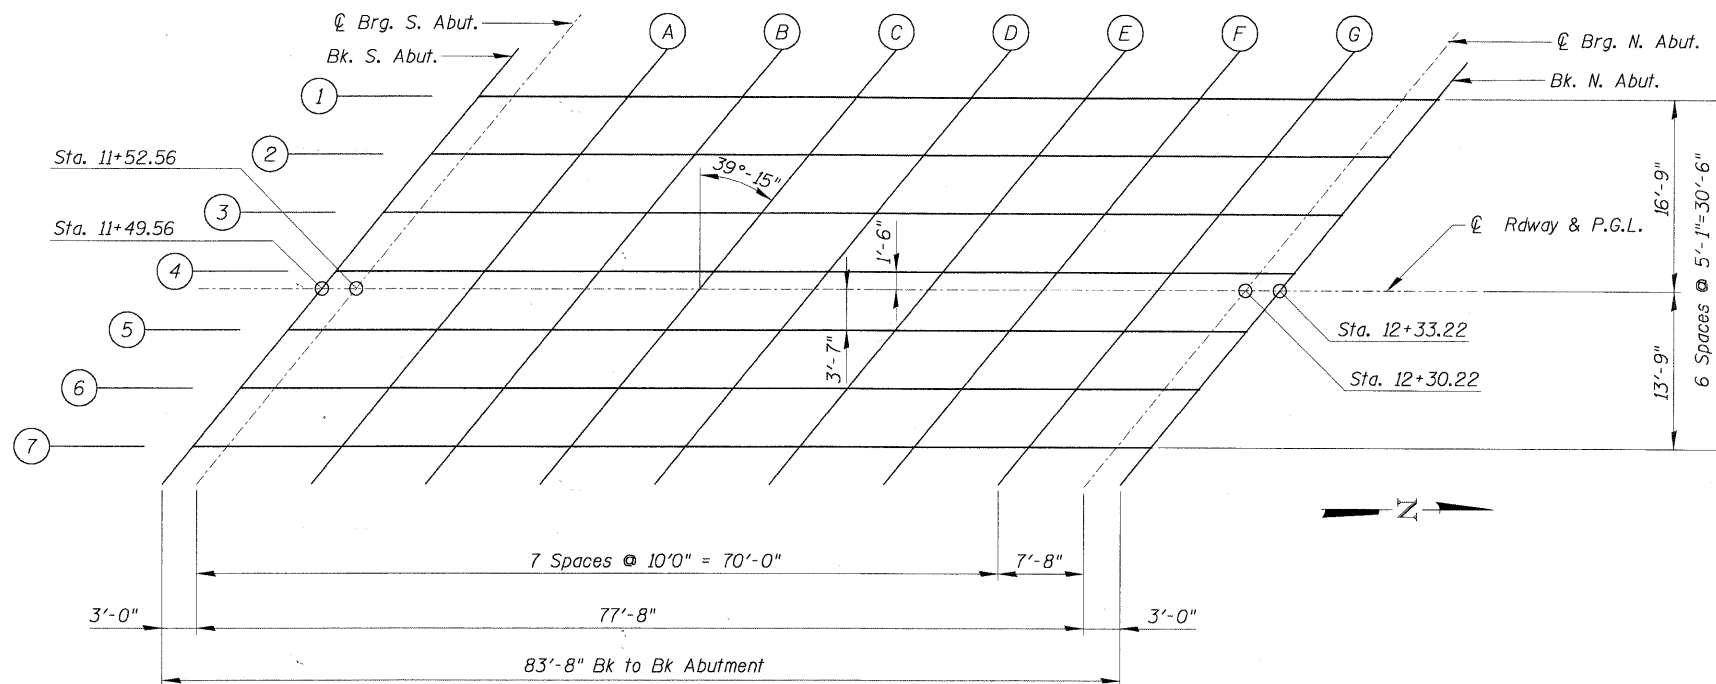 ℄ Brg. S. Abut.
Bk. S. Abut.
A
B
C
D
E
F
G
℄ Brg. N. Abut.
Bk. N. Abut.
1
2
3
4
5
6
7
Sta. 11+52.56
Sta. 11+49.56
39°-15"
1'-6"
3'-7"
℄ Rdway & P.G.L.
Sta. 12+33.22
Sta. 12+30.22
16'-9"
13'-9"
6 Spaces @ 5'-1"=30'-6"
N
7 Spaces @ 10'0" = 70'-0"
7'-8"
3'-0"
77'-8"
3'-0"
83'-8" Bk to Bk Abutment